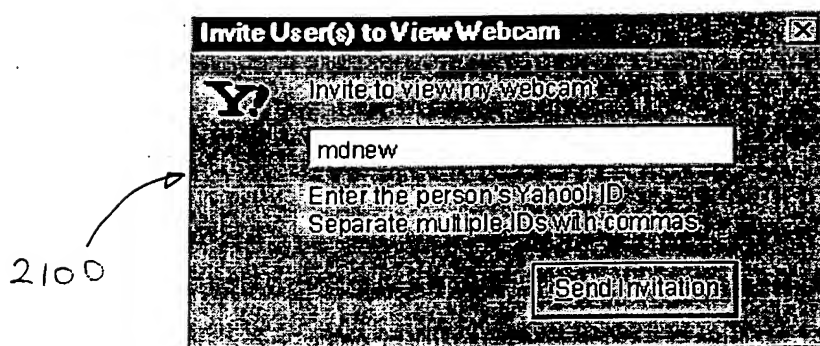 Invite User(s) to View Webcam
Y!
Invite to view my webcam:
mdnew
Enter the person's Yahoo! ID.
Separate multiple IDs with commas.
2100
Send Invitation